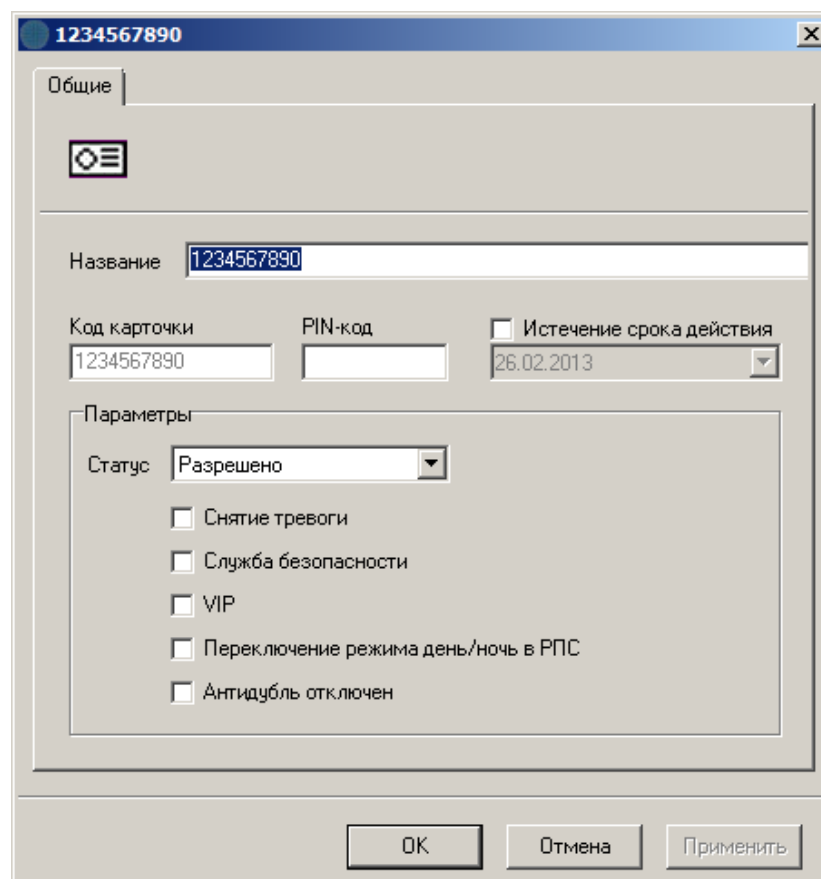 1234567890
Общие
Название 1234567890
Код карточки PIN-код Истечение срока действия
1234567890 26.02.2013
Параметры
Статус Разрешено
Снятие тревоги
Служба безопасности
VIP
Переключение режима день/ночь в РПС
Антидубль отключен
OK Отмена Применить